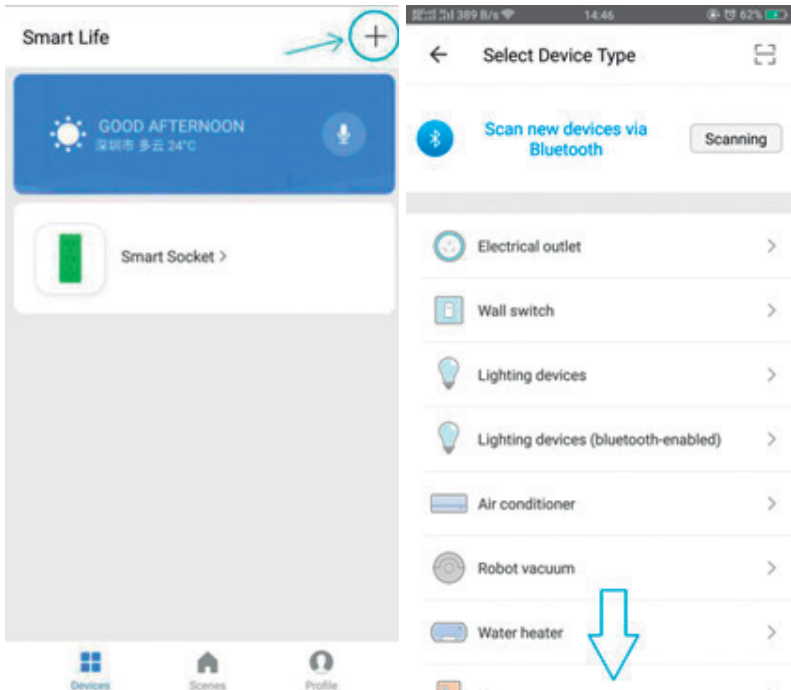 Smart Life
GOOD AFTERNOON
深圳市 多云 24°C
Smart Socket >
Devices
Scenes
Profile
389 B/s
14:46
62%
Select Device Type
Scan new devices via
Bluetooth
Scanning
Electrical outlet
Wall switch
Lighting devices
Lighting devices (bluetooth-enabled)
Air conditioner
Robot vacuum
Water heater